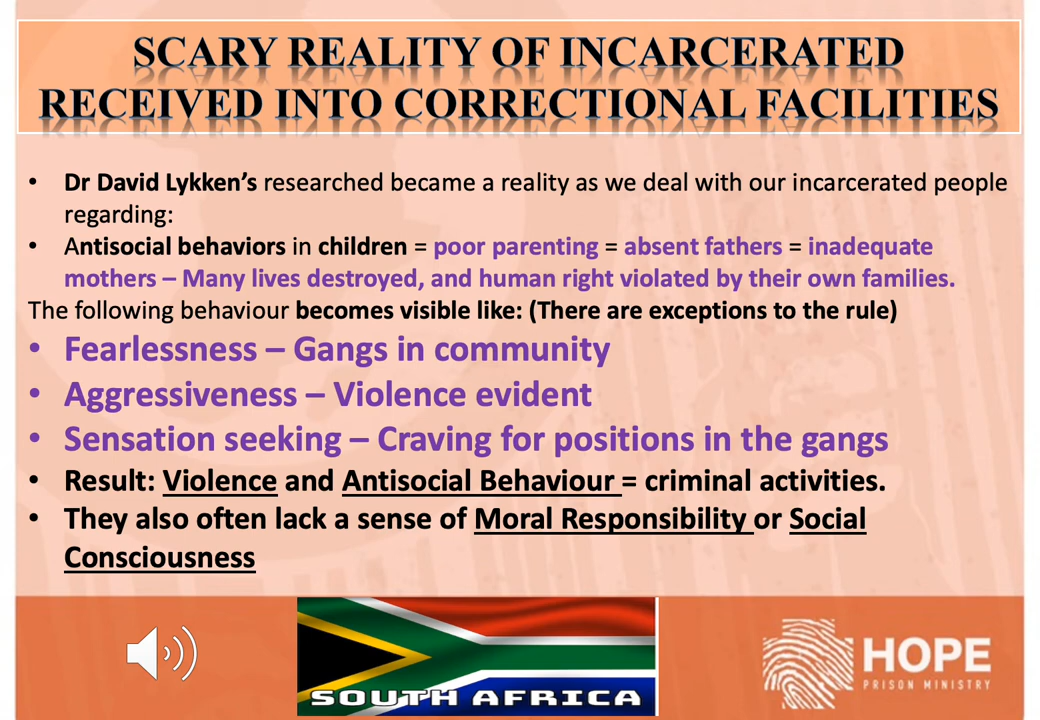 SCARY REALITY OF INCARCERATED
RECEIVED INTO CORRECTIONAL FACILITIES
• Dr David Lykken's researched became a reality as we deal with our incarcerated people
regarding:
• Antisocial behaviors in children = poor parenting = absent fathers = inadequate
mothers – Many lives destroyed, and human right violated by their own families.
The following behaviour becomes visible like: (There are exceptions to the rule)
• Fearlessness – Gangs in community
• Aggressiveness – Violence evident
• Sensation seeking – Craving for positions in the gangs
• Result: Violence and Antisocial Behaviour = criminal activities.
• They also often lack a sense of Moral Responsibility or Social
Consciousness
SOUTH AFRICA
HOPE
PRISON MINISTRY